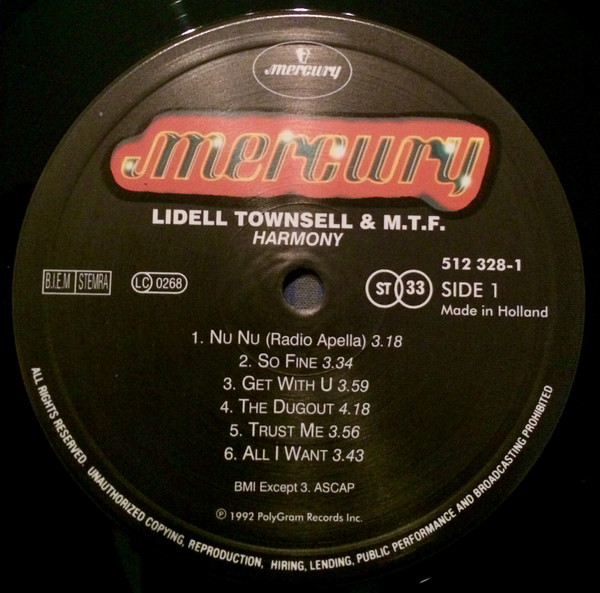 mercury
mercury
LIDELL TOWNSELL & M.T.F.
HARMONY
B.I.E.M STEMRA
LC 0268
ST 33
512 328-1
SIDE 1
Made in Holland
1. NU NU (Radio Apella) 3.18
2. SO FINE 3.34
3. GET WITH U 3.59
4. THE DUGOUT 4.18
5. TRUST ME 3.56
6. ALL I WANT 3.43
BMI Except 3. ASCAP
℗ 1992 PolyGram Records Inc.
ALL RIGHTS RESERVED. UNAUTHORIZED COPYING, REPRODUCTION, HIRING, LENDING, PUBLIC PERFORMANCE AND BROADCASTING PROHIBITED